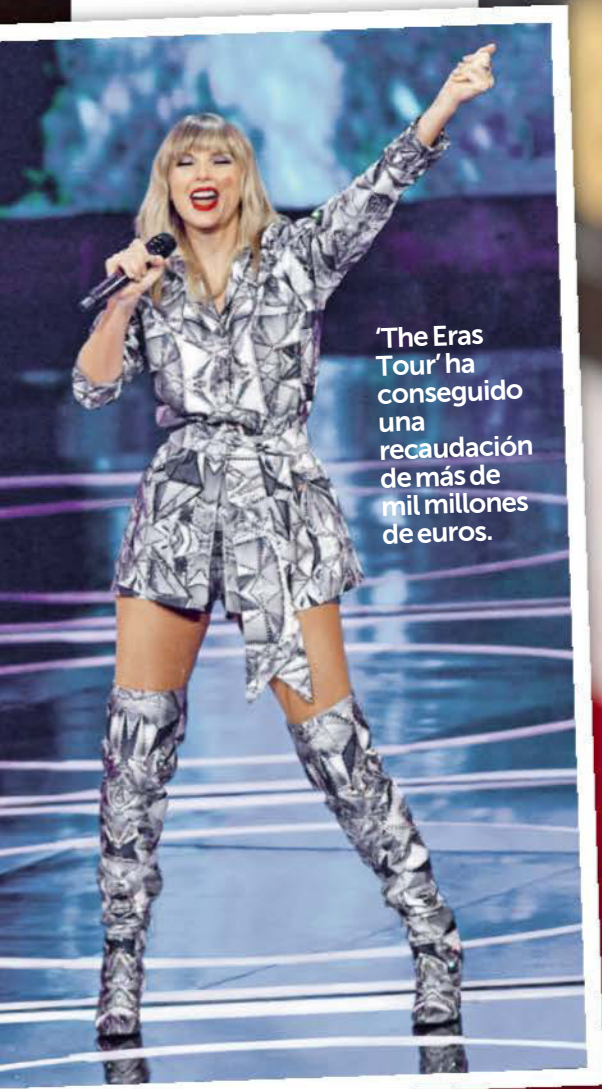 ‘The Eras
Tour’ ha
conseguido
una
recaudación
de más de
mil millones
de euros.